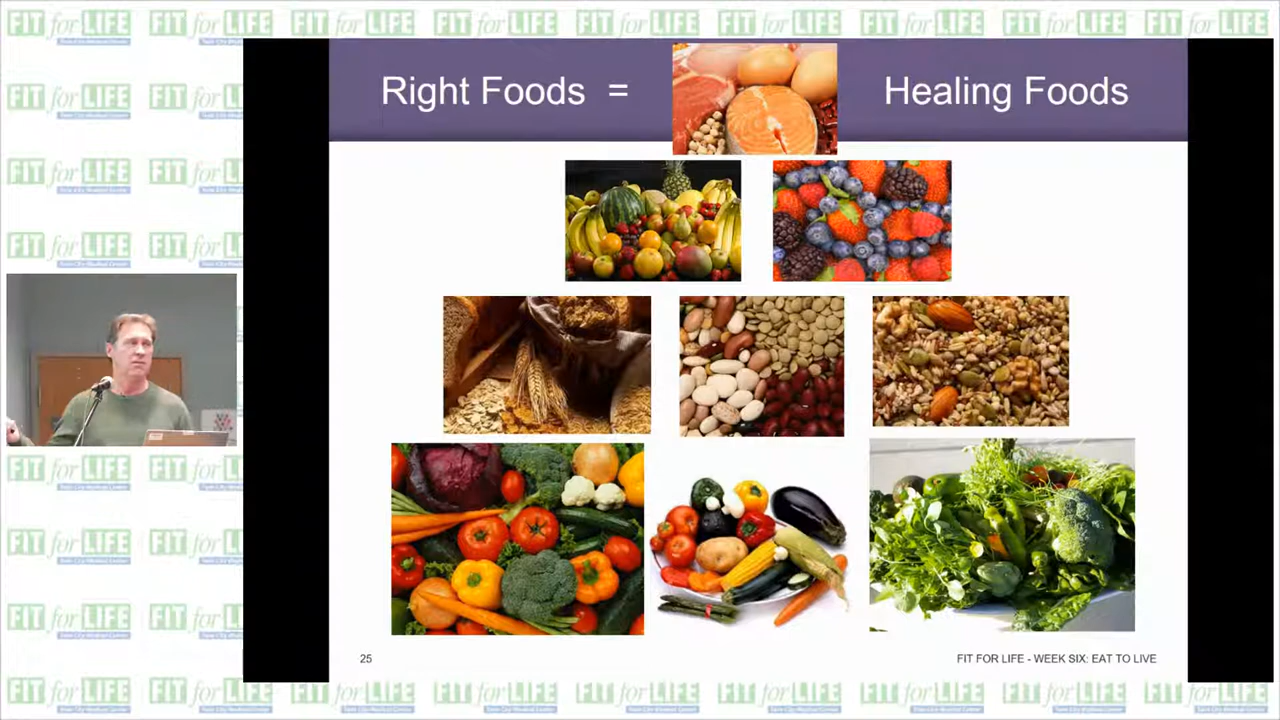 FIT for LIFE
Right Foods = Healing Foods
25
FIT FOR LIFE - WEEK SIX: EAT TO LIVE